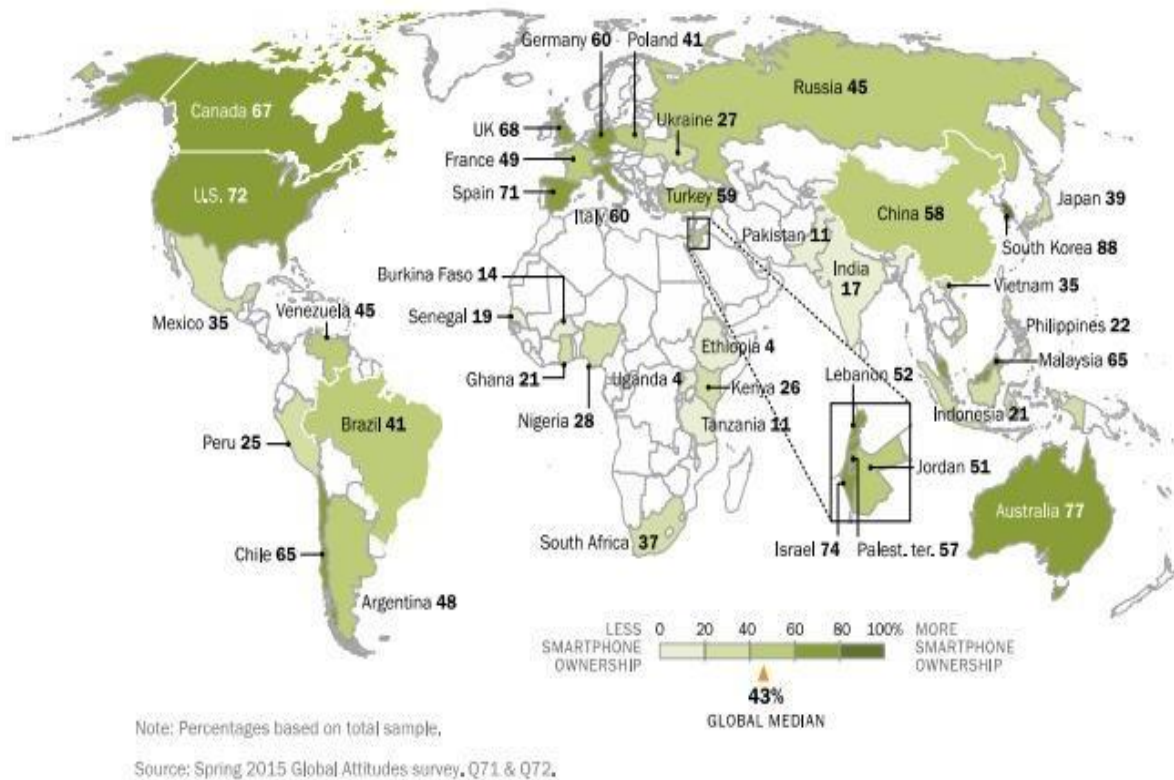 Germany 60
Poland 41
Canada 67
Russia 45
UK 68
Ukraine 27
France 49
U.S. 72
Spain 71
Turkey 59
Japan 39
Italy 60
China 58
Pakistan 11
South Korea 88
Burkina Faso 14
India
17
Vietnam 35
Venezuela 45
Senegal 19
Mexico 35
Philippines 22
Ethiopia 4
Malaysia 65
Ghana 21
Uganda 4
Kenya 26
Lebanon 52
Nigeria 28
Tanzania 11
Indonesia 21
Brazil 41
Peru 25
Jordan 51
Australia 77
South Africa 37
Israel 74
Palest. ter. 57
Chile 65
Argentina 48
LESS
SMARTPHONE
OWNERSHIP
0 20 40 60 80 100%
MORE
SMARTPHONE
OWNERSHIP
43%
GLOBAL MEDIAN
Note: Percentages based on total sample.
Source: Spring 2015 Global Attitudes survey. Q71 & Q72.